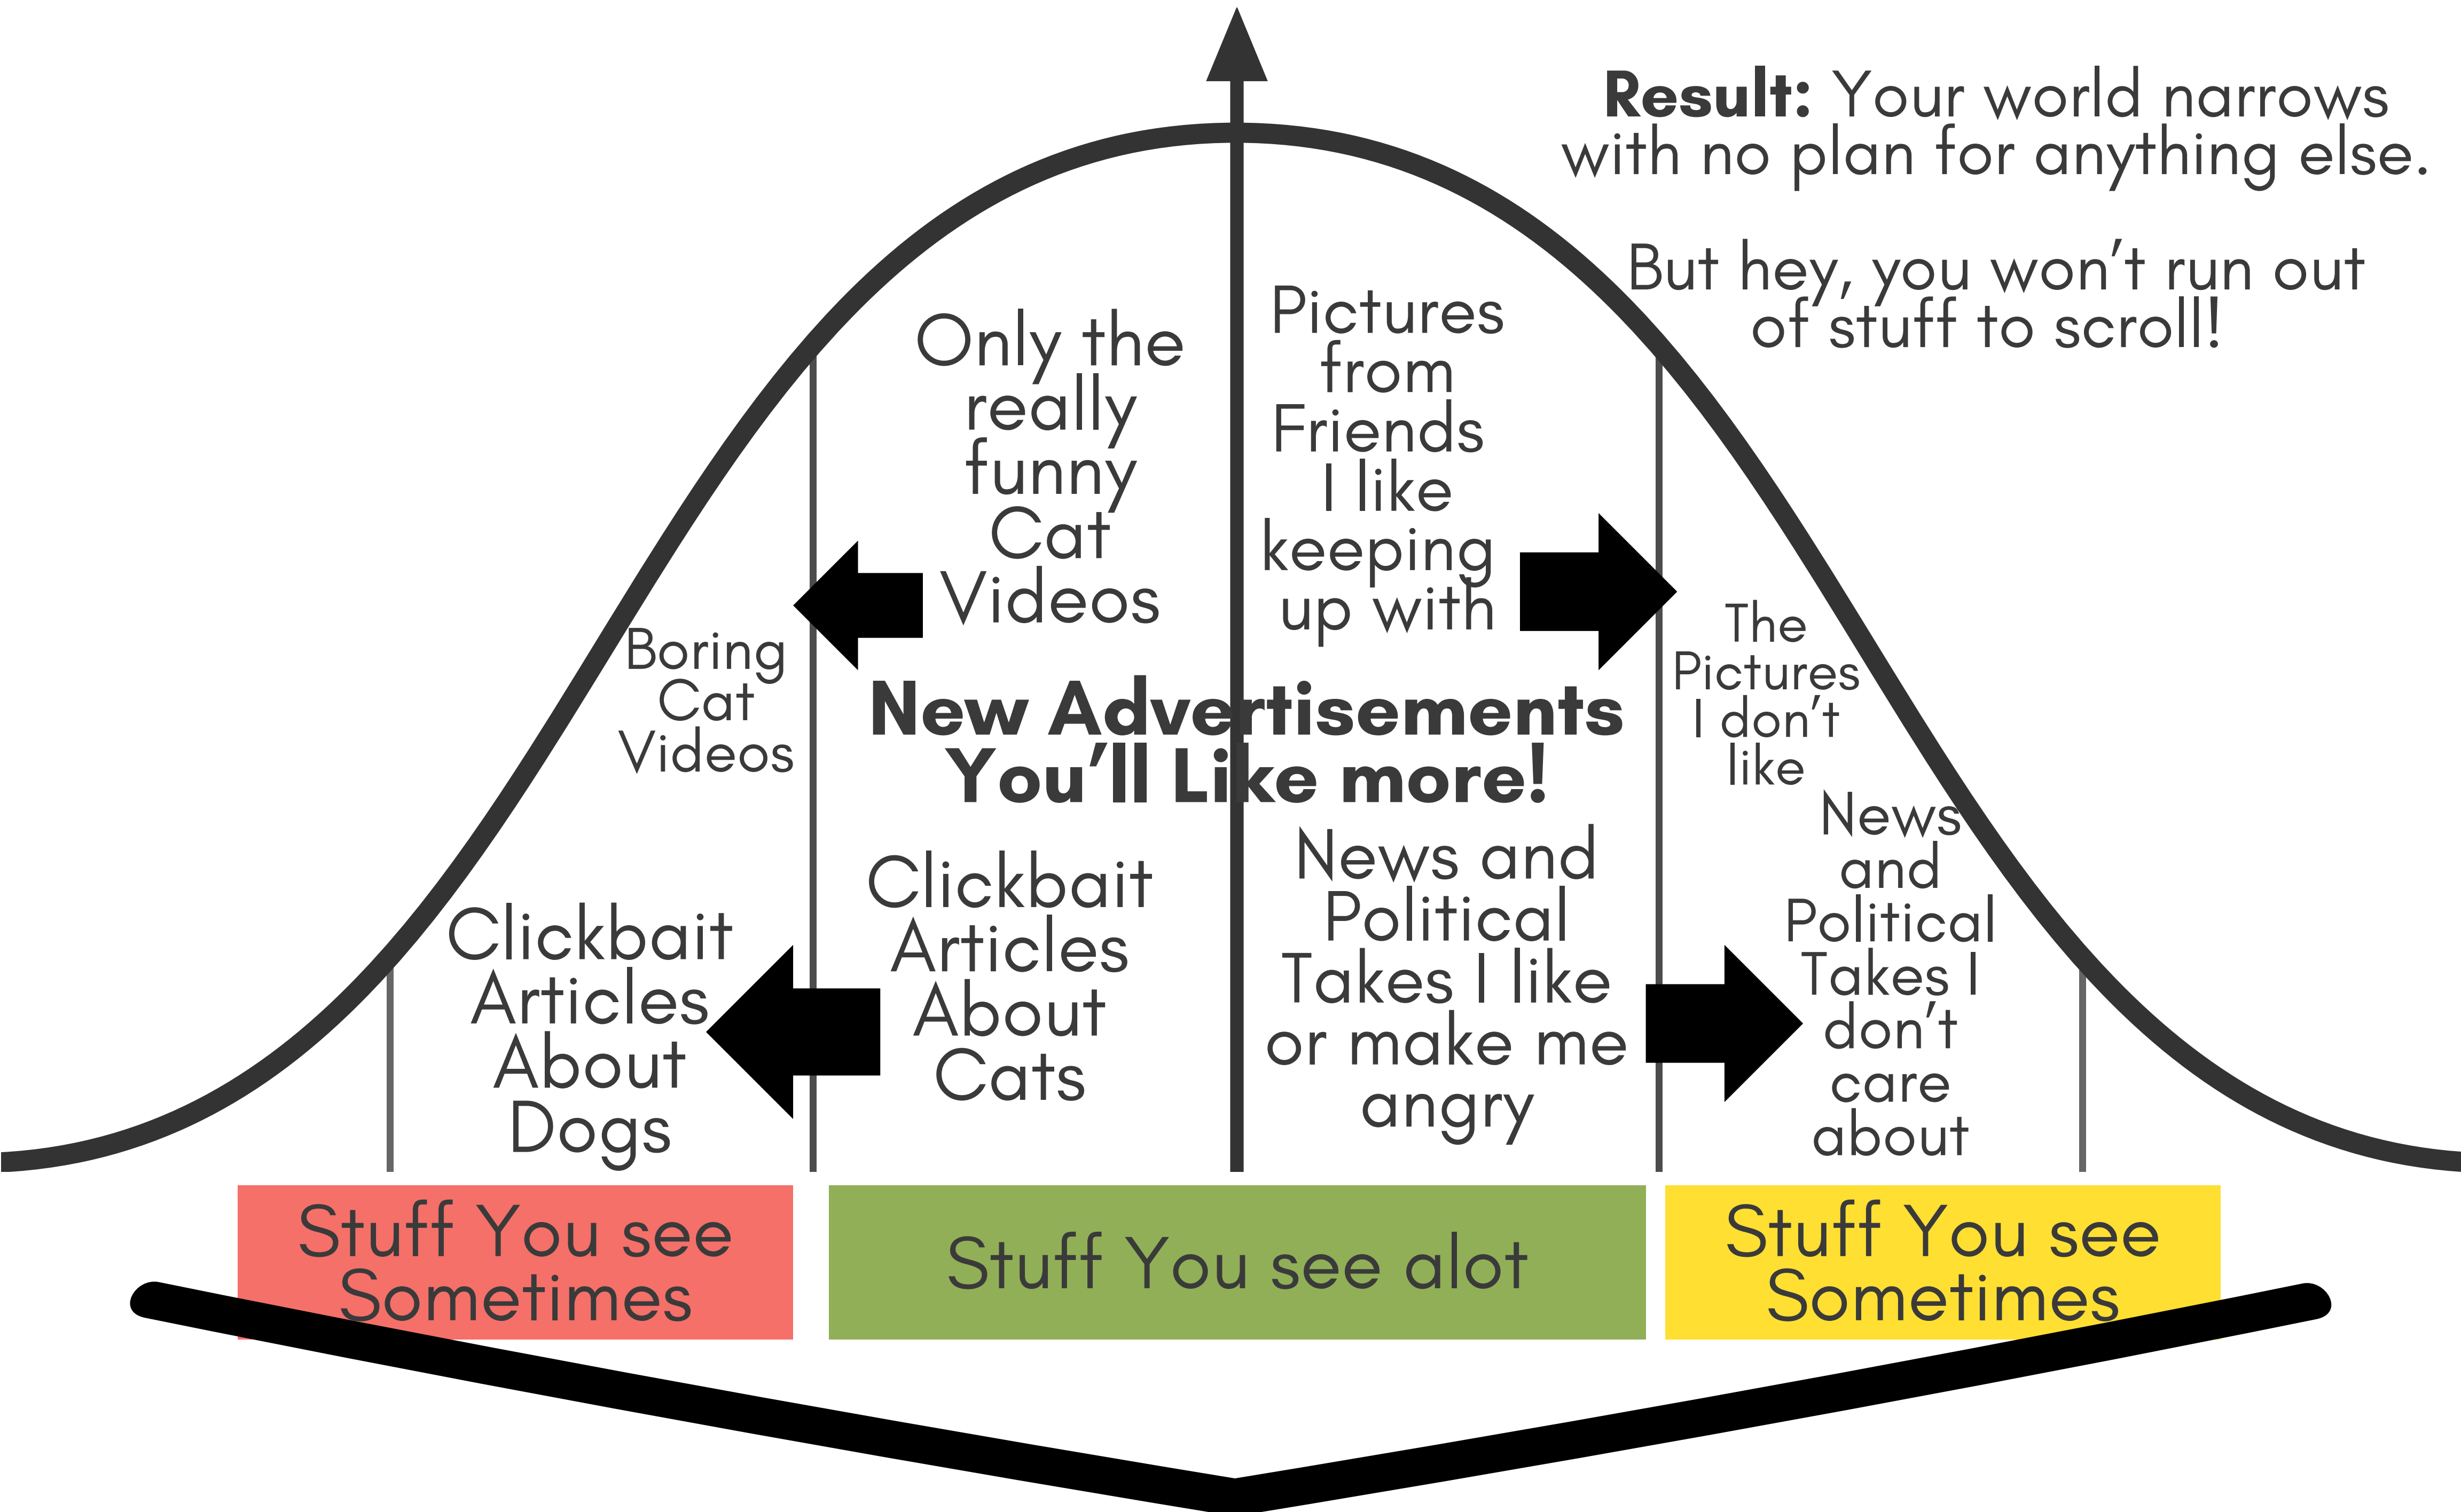 Result: Your world narrows
with no plan for anything else.
But hey, you won't run out
of stuff to scroll!
Only the
really
funny
Cat
Videos
Pictures
from
Friends
I like
keeping
up with
Boring
Cat
Videos
The
Pictures
I don't
like
New Advertisements
You'll Like more!
Clickbait
Articles
About
Dogs
Clickbait
Articles
About
Cats
News and
Political
Takes I like
or make me
angry
News
and
Political
Takes I
don't
care
about
Stuff You see
Sometimes
Stuff You see alot
Stuff You see
Sometimes